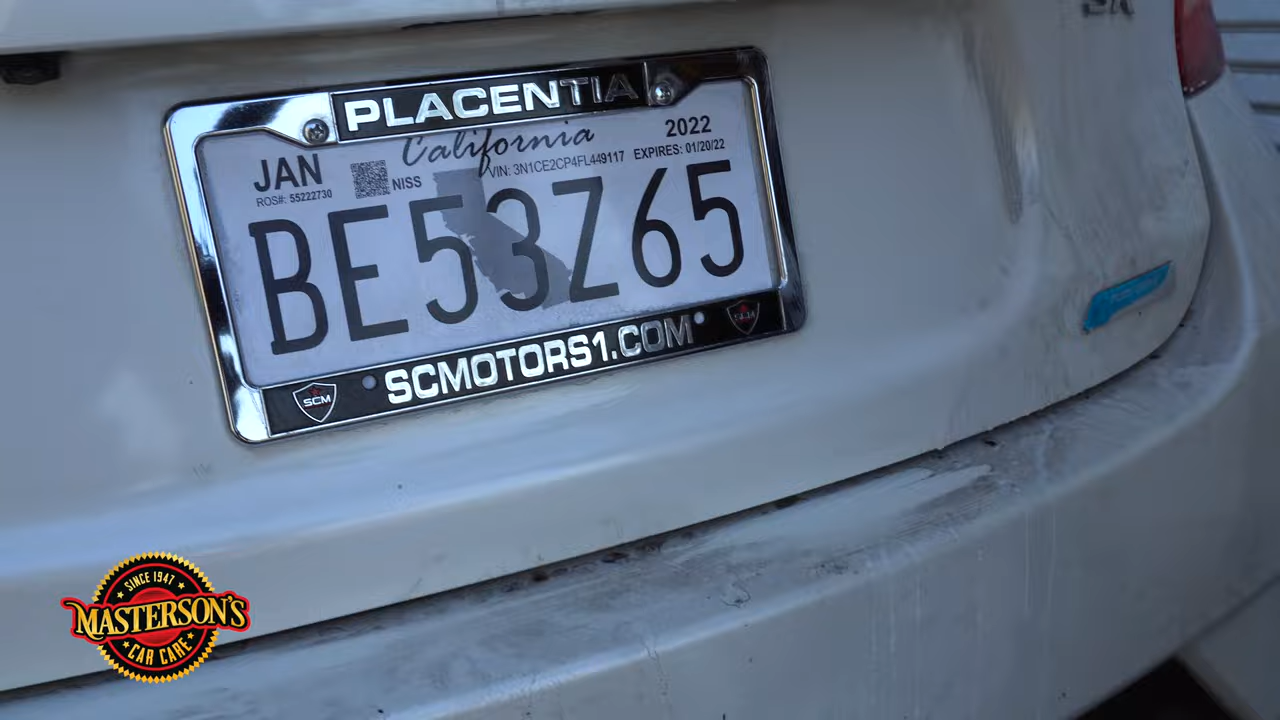 PLACENTIA
California
JAN
2022
ROS#: 55222730
NISS
VIN: 3N1CE2CP4FL449117
EXPIRES: 01/20/22
BE53Z65
SCM
SCMOTORS1.COM
SINCE 1947
MASTERSON'S
CAR CARE